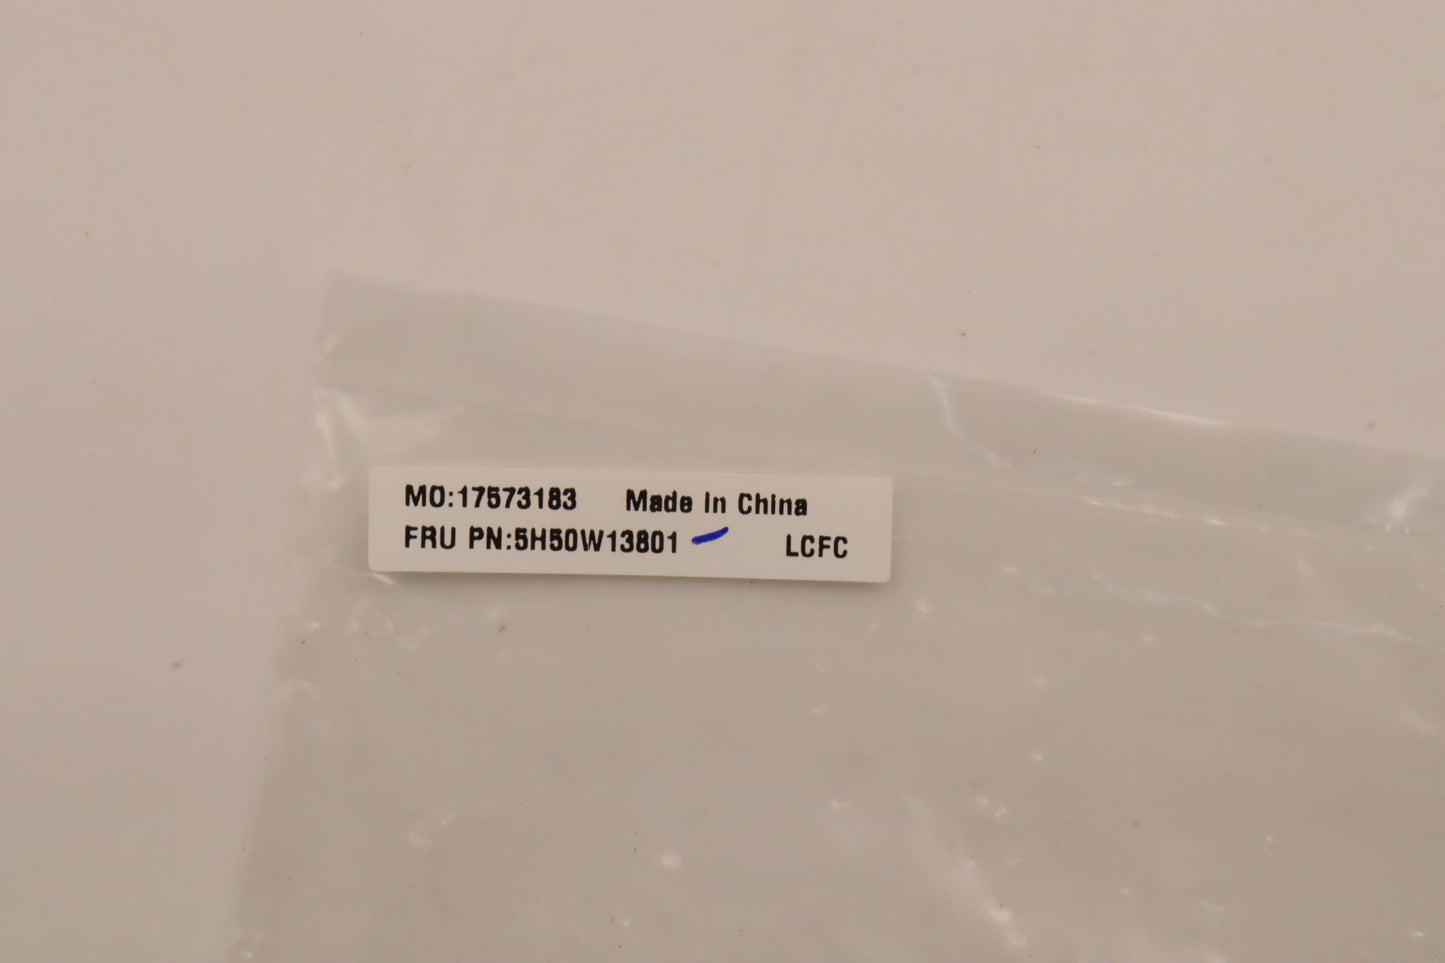 MO:17573183 Made In China
FRU PN:5H50W13801 LCFC